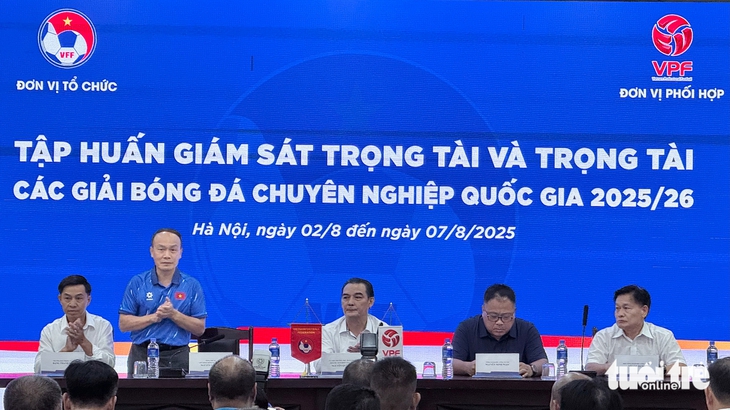 VFF
ĐƠN VỊ TỔ CHỨC
VPF
ĐƠN VỊ PHỐI HỢP
TẬP HUẤN GIÁM SÁT TRỌNG TÀI VÀ TRỌNG TÀI
CÁC GIẢI BÓNG ĐÁ CHUYÊN NGHIỆP QUỐC GIA 2025/26
Hà Nội, ngày 02/8 đến ngày 07/8/2025
VPF
tuổi trẻ
online